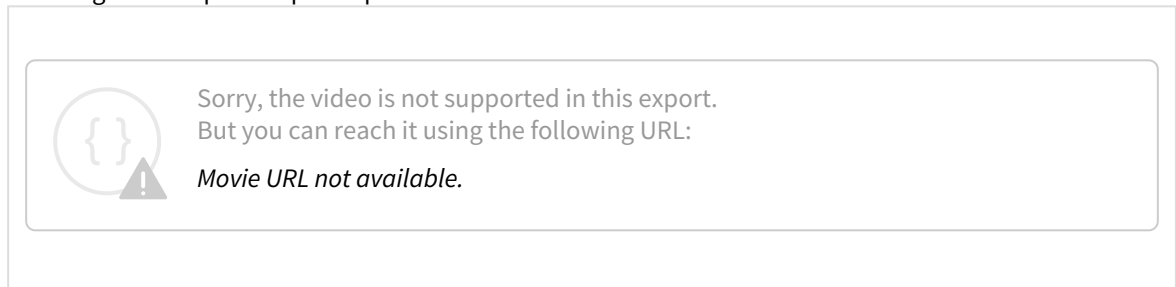 Sorry, the video is not supported in this export.
But you can reach it using the following URL:
Movie URL not available.